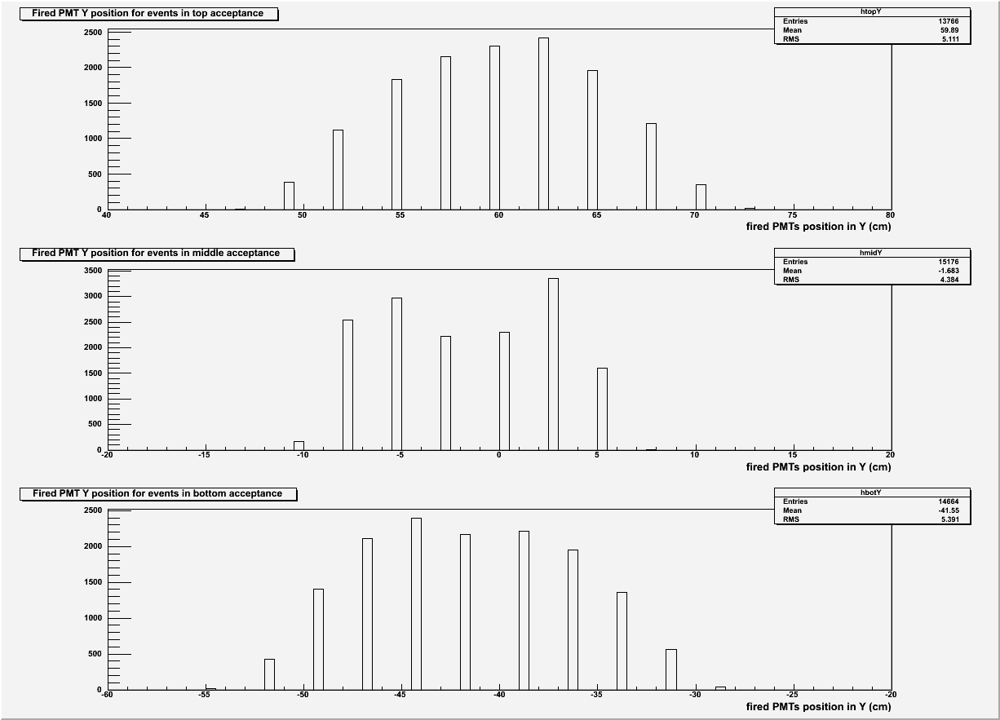 Fired PMT Y position for events in top acceptance
htopY
Entries 13766
Mean 59.89
RMS 5.111
2500
2000
1500
1000
500
0
40 45 50 55 60 65 70 75 80
fired PMTs position in Y (cm)
Fired PMT Y position for events in middle acceptance
hmidY
Entries 15176
Mean -1.683
RMS 4.384
3500
3000
2500
2000
1500
1000
500
0
-20 -15 -10 -5 0 5 10 15 20
fired PMTs position in Y (cm)
Fired PMT Y position for events in bottom acceptance
hbotY
Entries 14664
Mean -41.55
RMS 5.391
2500
2000
1500
1000
500
0
-60 -55 -50 -45 -40 -35 -30 -25 -20
fired PMTs position in Y (cm)